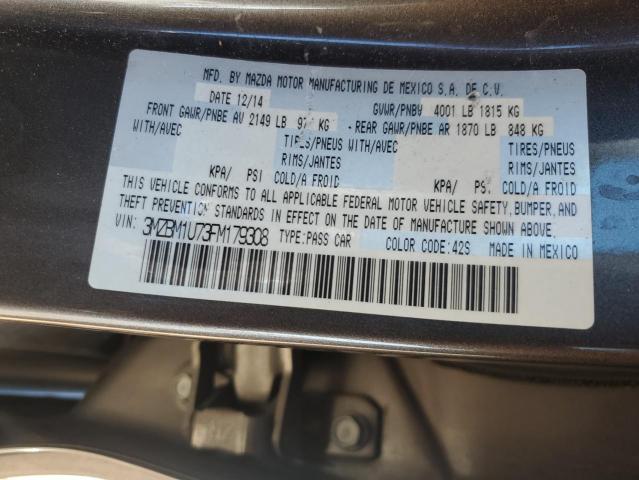 MFD. BY MAZDA MOTOR MANUFACTURING DE MEXICO S.A. DE C.V.
DATE 12/14 GVWR/PNBV 4001 LB 1815 KG
FRONT GAWR/PNBE AV 2149 LB KG - REAR GAWR/PNBE AR 1870 LB 848 KG
WITH/AVEC TIRES/PNEUS WITH/AVEC TIRES/PNEUS
RIMS/JANTES RIMS/JANTES
KPA/ PSI COLD/A FROID KPA/ PSI COLD/A FROID
THIS VEHICLE CONFORMS TO ALL APPLICABLE FEDERAL MOTOR VEHICLE SAFETY, BUMPER, AND
THEFT PREVENTION STANDARDS IN EFFECT ON THE DATE OF MANUFACTURE SHOWN ABOVE.
VIN: 3MZBM1U73FM179308 TYPE:PASS CAR COLOR CODE:42S MADE IN MEXICO